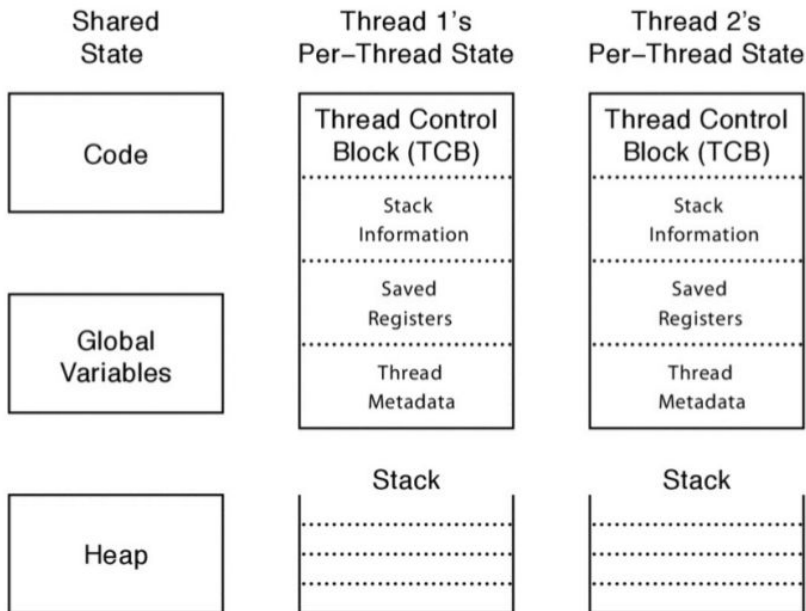 Shared
State
Thread 1's
Per–Thread State
Thread 2's
Per–Thread State
Code
Global
Variables
Heap
Thread Control
Block (TCB)
Stack
Information
Saved
Registers
Thread
Metadata
Stack
Thread Control
Block (TCB)
Stack
Information
Saved
Registers
Thread
Metadata
Stack